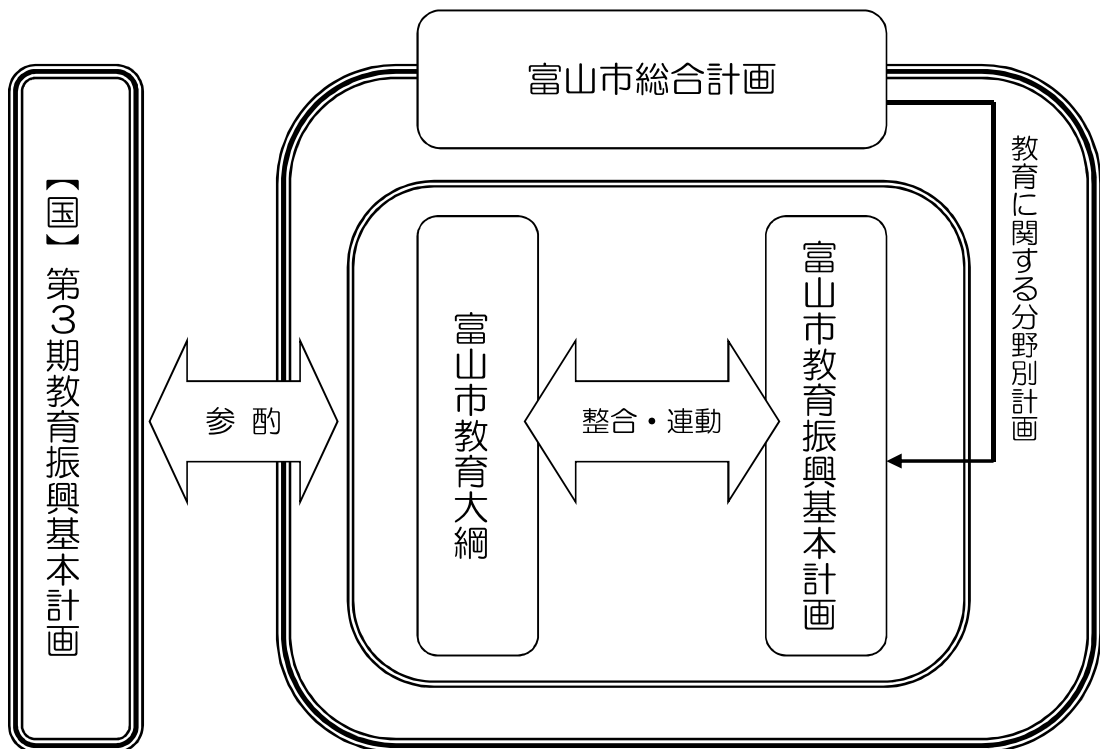 富山市総合計画
【国】第3期教育振興基本計画
参酌
富山市教育大綱
整合・連動
富山市教育振興基本計画
教育に関する分野別計画